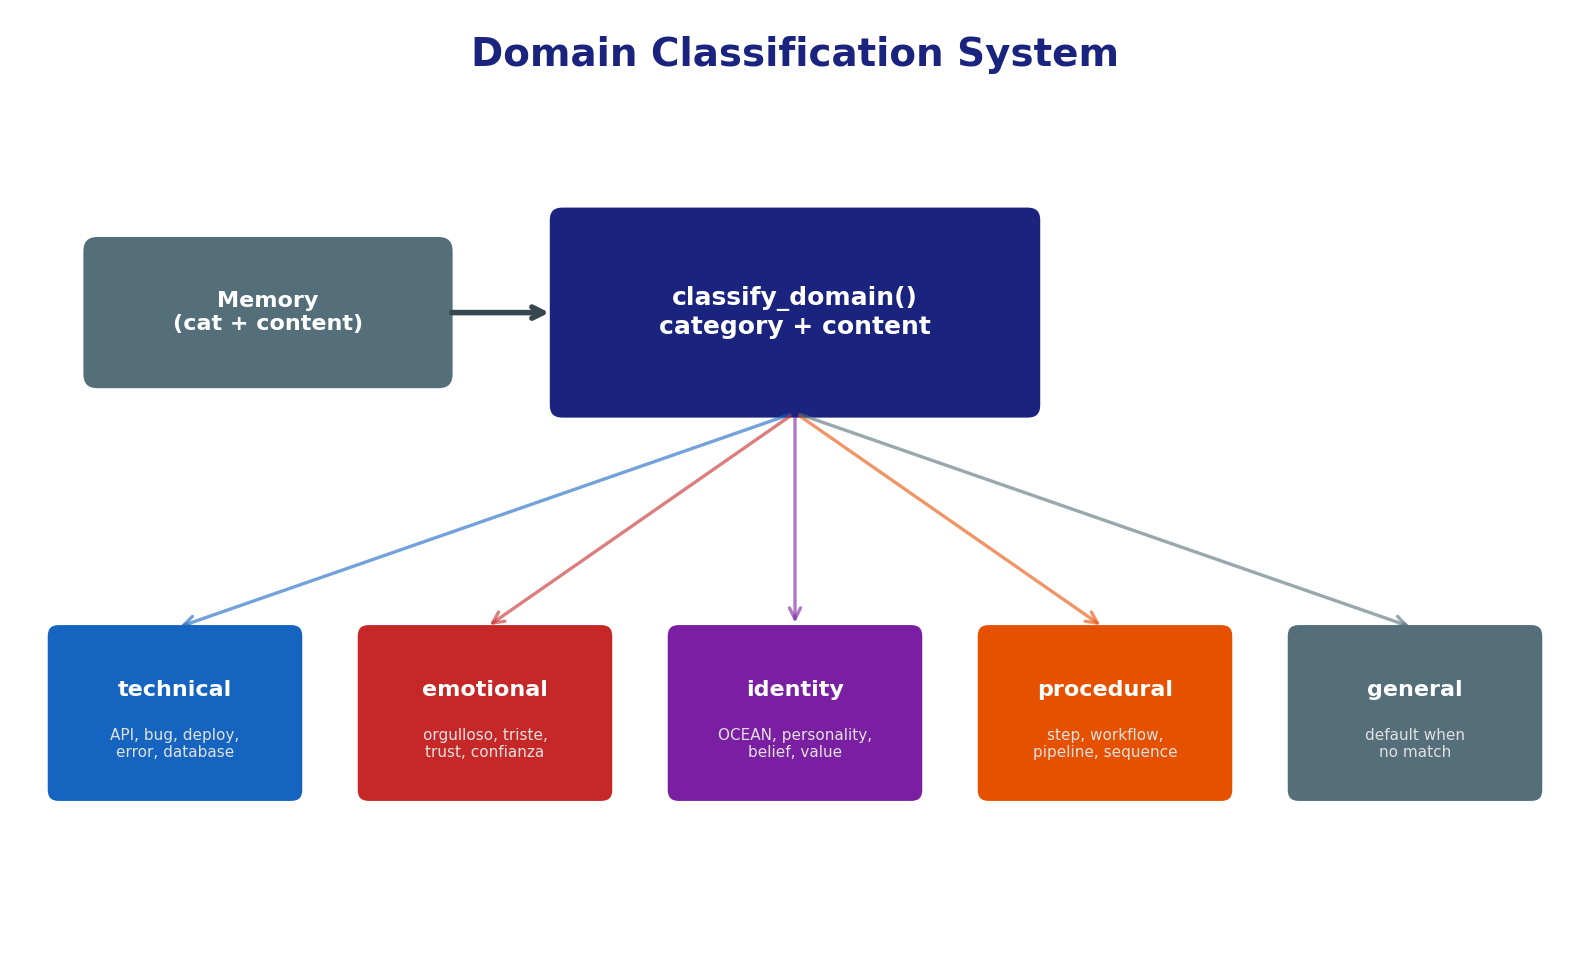 Domain Classification System
Memory
(cat + content)
classify_domain()
category + content
technical
API, bug, deploy,
error, database
emotional
orgulloso, triste,
trust, confianza
identity
OCEAN, personality,
belief, value
procedural
step, workflow,
pipeline, sequence
general
default when
no match